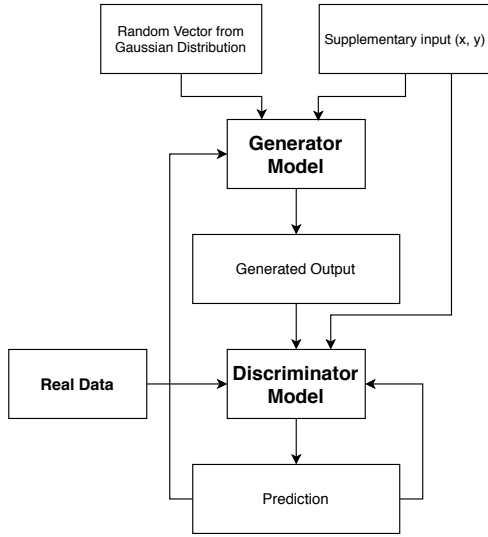 Random Vector from
Gaussian Distribution
Supplementary input (x, y)
Generator
Model
Generated Output
Real Data
Discriminator
Model
Prediction